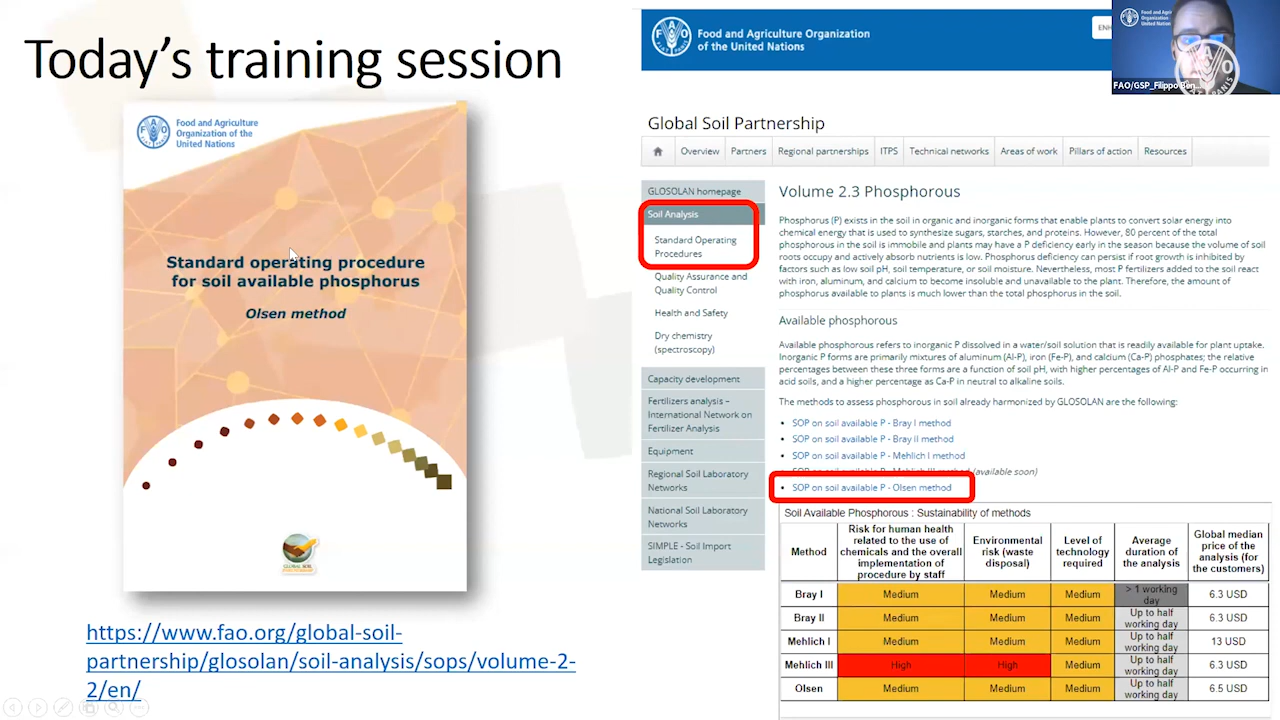 Today's training session
Food and Agriculture
Organization of the
United Nations
Standard operating procedure
for soil available phosphorus
Olsen method
GLOBAL SOIL
https://www.fao.org/global-soil-
partnership/glosolan/soil-analysis/sops/volume-2-
2/en/
Food and Agriculture Organization
of the United Nations
Food and Agri
Organization
United Nations
FAO/GSP_Filippo Ben...
Global Soil Partnership
Overview
Partners
Regional partnerships
ITPS
Technical networks
Areas of work
Pillars of action
Resources
GLOSOLAN homepage
Soil Analysis
Standard Operating
Procedures
Quality Assurance and
Quality Control
Health and Safety
Dry chemistry
(spectroscopy)
Capacity development
Fertilizers analysis –
International Network on
Fertilizer Analysis
Equipment
Regional Soil Laboratory
Networks
National Soil Laboratory
Networks
SIMPLE - Soil Import
Legislation
Volume 2.3 Phosphorous
Phosphorus (P) exists in the soil in organic and inorganic forms that enable plants to convert solar energy into
chemical energy that is used to synthesize sugars, starches, and proteins. However, 80 percent of the total
phosphorous in the soil is immobile and plants may have a P deficiency early in the season because the volume of soil
roots occupy and actively absorb nutrients is low. Phosphorus deficiency can persist if root growth is inhibited by
factors such as low soil pH, soil temperature, or soil moisture. Nevertheless, most P fertilizers added to the soil react
with iron, aluminum, and calcium to become insoluble and unavailable to the plant. Therefore, the amount of
phosphorus available to plants is much lower than the total phosphorus in the soil.
Available phosphorous
Available phosphorous refers to inorganic P dissolved in a water/soil solution that is readily available for plant uptake.
Inorganic P forms are primarily mixtures of aluminum (Al-P), iron (Fe-P), and calcium (Ca-P) phosphates; the relative
percentages between these three forms are a function of soil pH, with higher percentages of Al-P and Fe-P occurring in
acid soils, and a higher percentage as Ca-P in neutral to alkaline soils.
The methods to assess phosphorous in soil already harmonized by GLOSOLAN are the following:
• SOP on soil available P - Bray I method
• SOP on soil available P - Bray II method
• SOP on soil available P - Mehlich I method
• SOP on soil available P - Mehlich III method (available soon)
• SOP on soil available P - Olsen method
Soil Available Phosphorous : Sustainability of methods
Method
Risk for human health
related to the use of
chemicals and the overall
implementation of
procedure by staff
Environmental
risk (waste
disposal)
Level of
technology
required
Average
duration of
the analysis
Global median
price of the
analysis (for
the customers)
Bray I Medium Medium Medium > 1 working day 6.3 USD
Bray II Medium Medium Medium Up to half working day 6.3 USD
Mehlich I Medium Medium Medium Up to half working day 13 USD
Mehlich III High High Medium Up to half working day 6.3 USD
Olsen Medium Medium Medium Up to half working day 6.5 USD